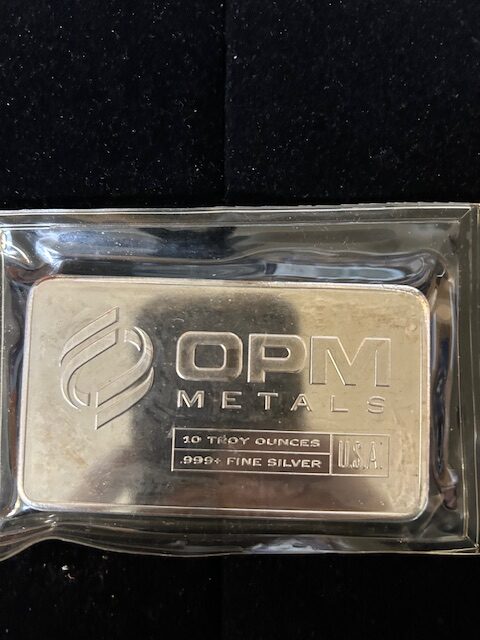 OPM
METALS
10 TROY OUNCES
.999+ FINE SILVER
U.S.A.